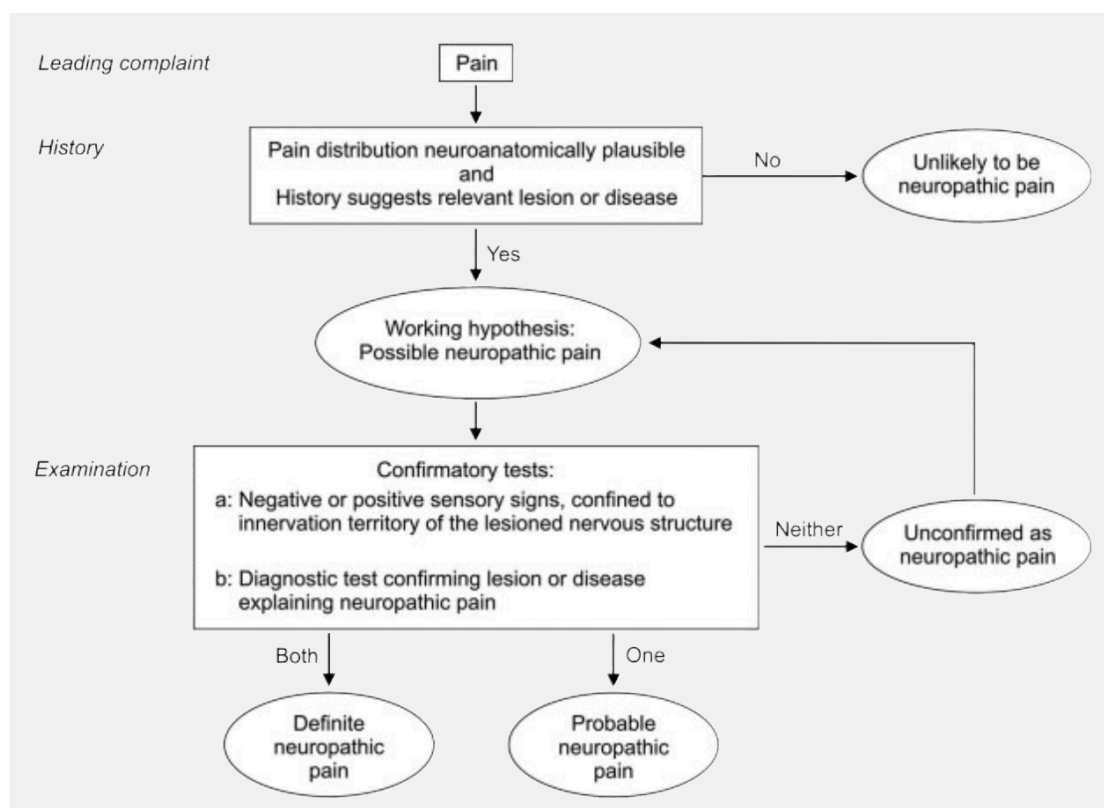 Leading complaint
Pain
History
Pain distribution neuroanatomically plausible
and
History suggests relevant lesion or disease
No
Unlikely to be
neuropathic pain
Yes
Working hypothesis:
Possible neuropathic pain
Examination
Confirmatory tests:
a: Negative or positive sensory signs, confined to
innervation territory of the lesioned nervous structure
b: Diagnostic test confirming lesion or disease
explaining neuropathic pain
Neither
Unconfirmed as
neuropathic pain
Both
One
Definite
neuropathic
pain
Probable
neuropathic
pain